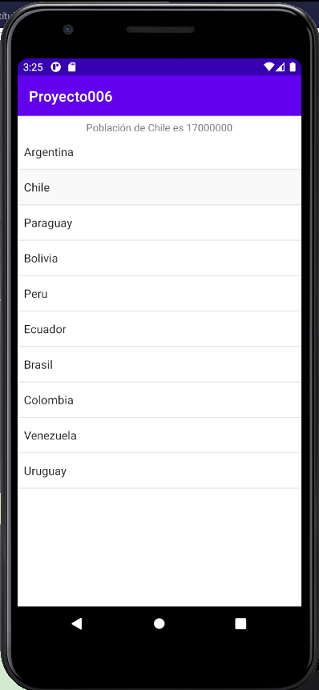 3:25
Proyecto006
Población de Chile es 17000000
Argentina
Chile
Paraguay
Bolivia
Peru
Ecuador
Brasil
Colombia
Venezuela
Uruguay